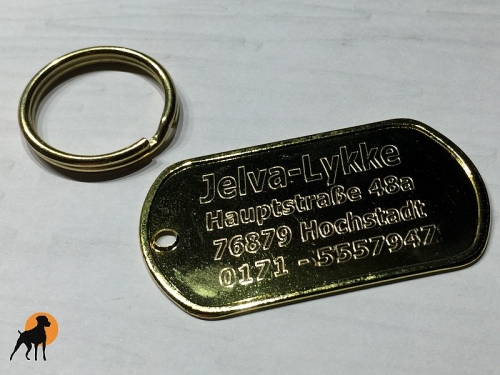 Jelva-Lykke
Hauptstraße 48a
76879 Hochstadt
0171 - 5557947